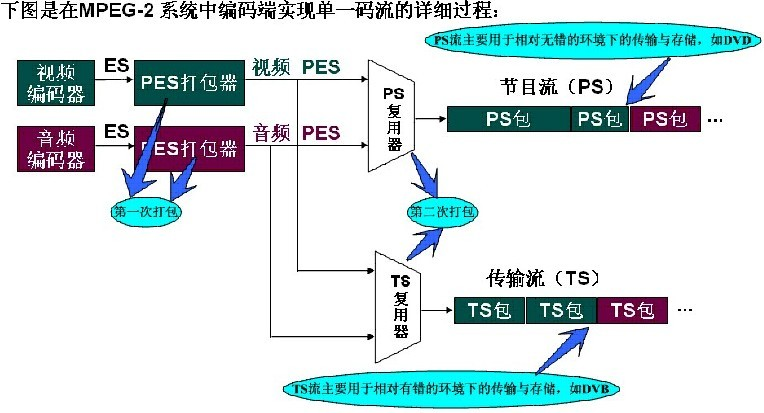 下图是在MPEG-2 系统中编码端实现单一码流的详细过程：
PS流主要用于相对无错的环境下的传输与存储，如DVD
视频
编码器
ES
PES打包器
视频 PES
音频
编码器
ES
PES打包器
音频 PES
第一次打包
PS
复
用
器
节目流（PS）
PS包
PS包
PS包
···
第二次打包
TS
复
用
器
传输流（TS）
TS包
TS包
TS包
···
TS流主要用于相对有错的环境下的传输与存储，如DVB